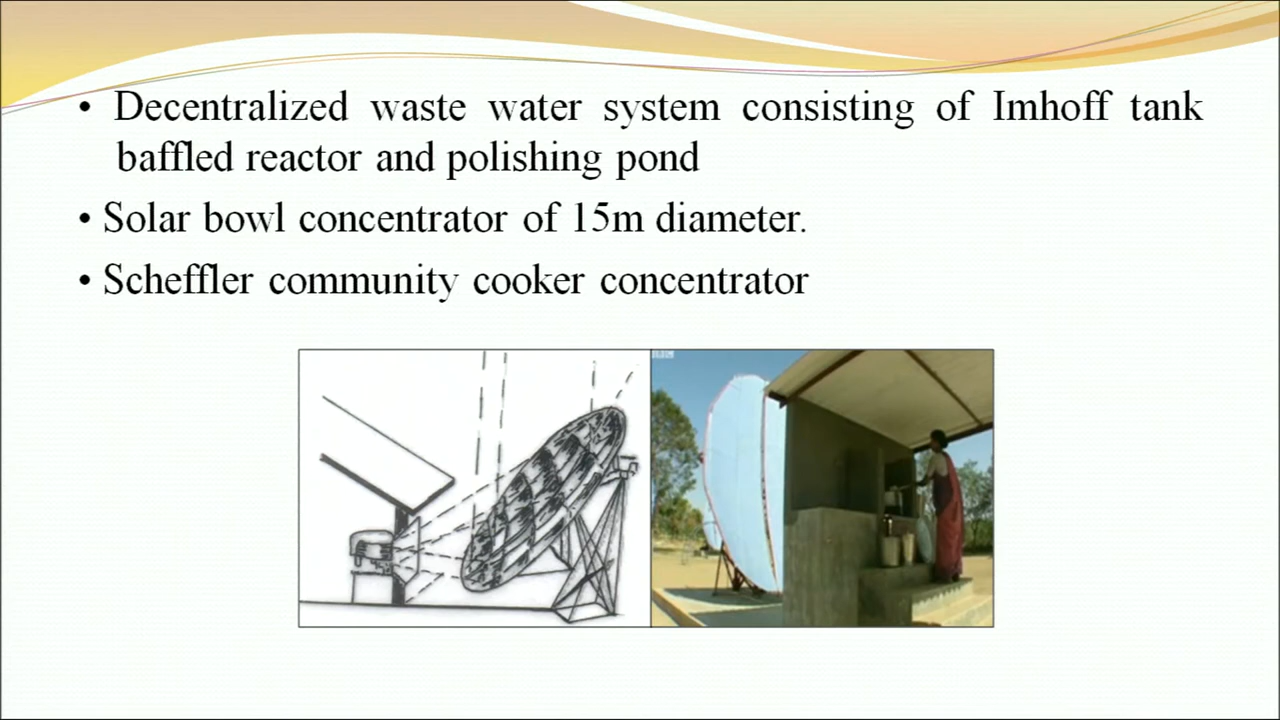 • Decentralized waste water system consisting of Imhoff tank
baffled reactor and polishing pond
• Solar bowl concentrator of 15m diameter.
• Scheffler community cooker concentrator